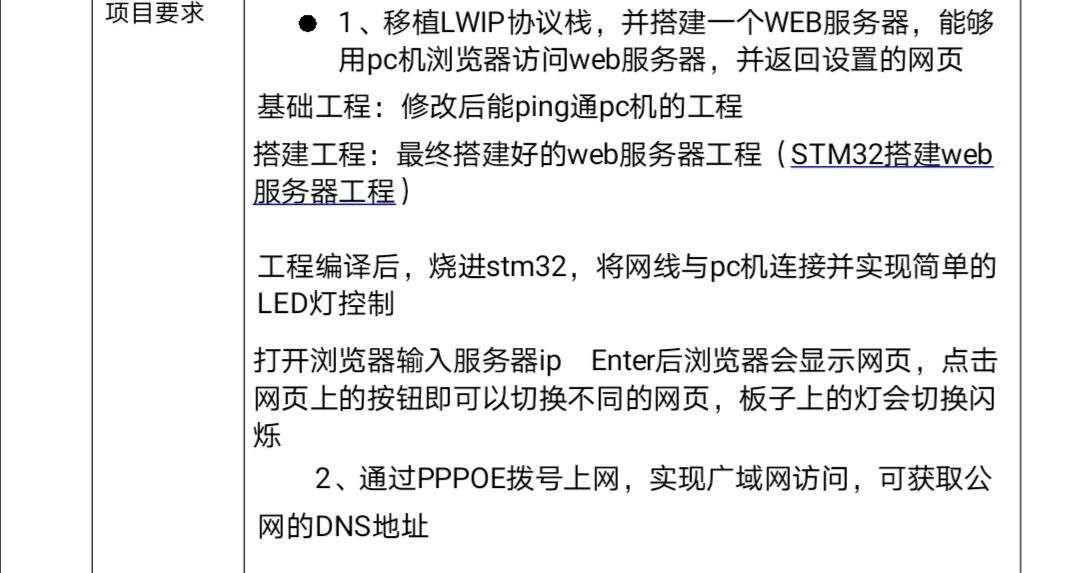 项目要求
● 1、移植LWIP协议栈，并搭建一个WEB服务器，能够
用pc机浏览器访问web服务器，并返回设置的网页
基础工程：修改后能ping通pc机的工程
搭建工程：最终搭建好的web服务器工程（STM32搭建web
服务器工程）
工程编译后，烧进stm32，将网线与pc机连接并实现简单的
LED灯控制
打开浏览器输入服务器ip Enter后浏览器会显示网页，点击
网页上的按钮即可以切换不同的网页，板子上的灯会切换闪
烁
2、通过PPPOE拨号上网，实现广域网访问，可获取公
网的DNS地址